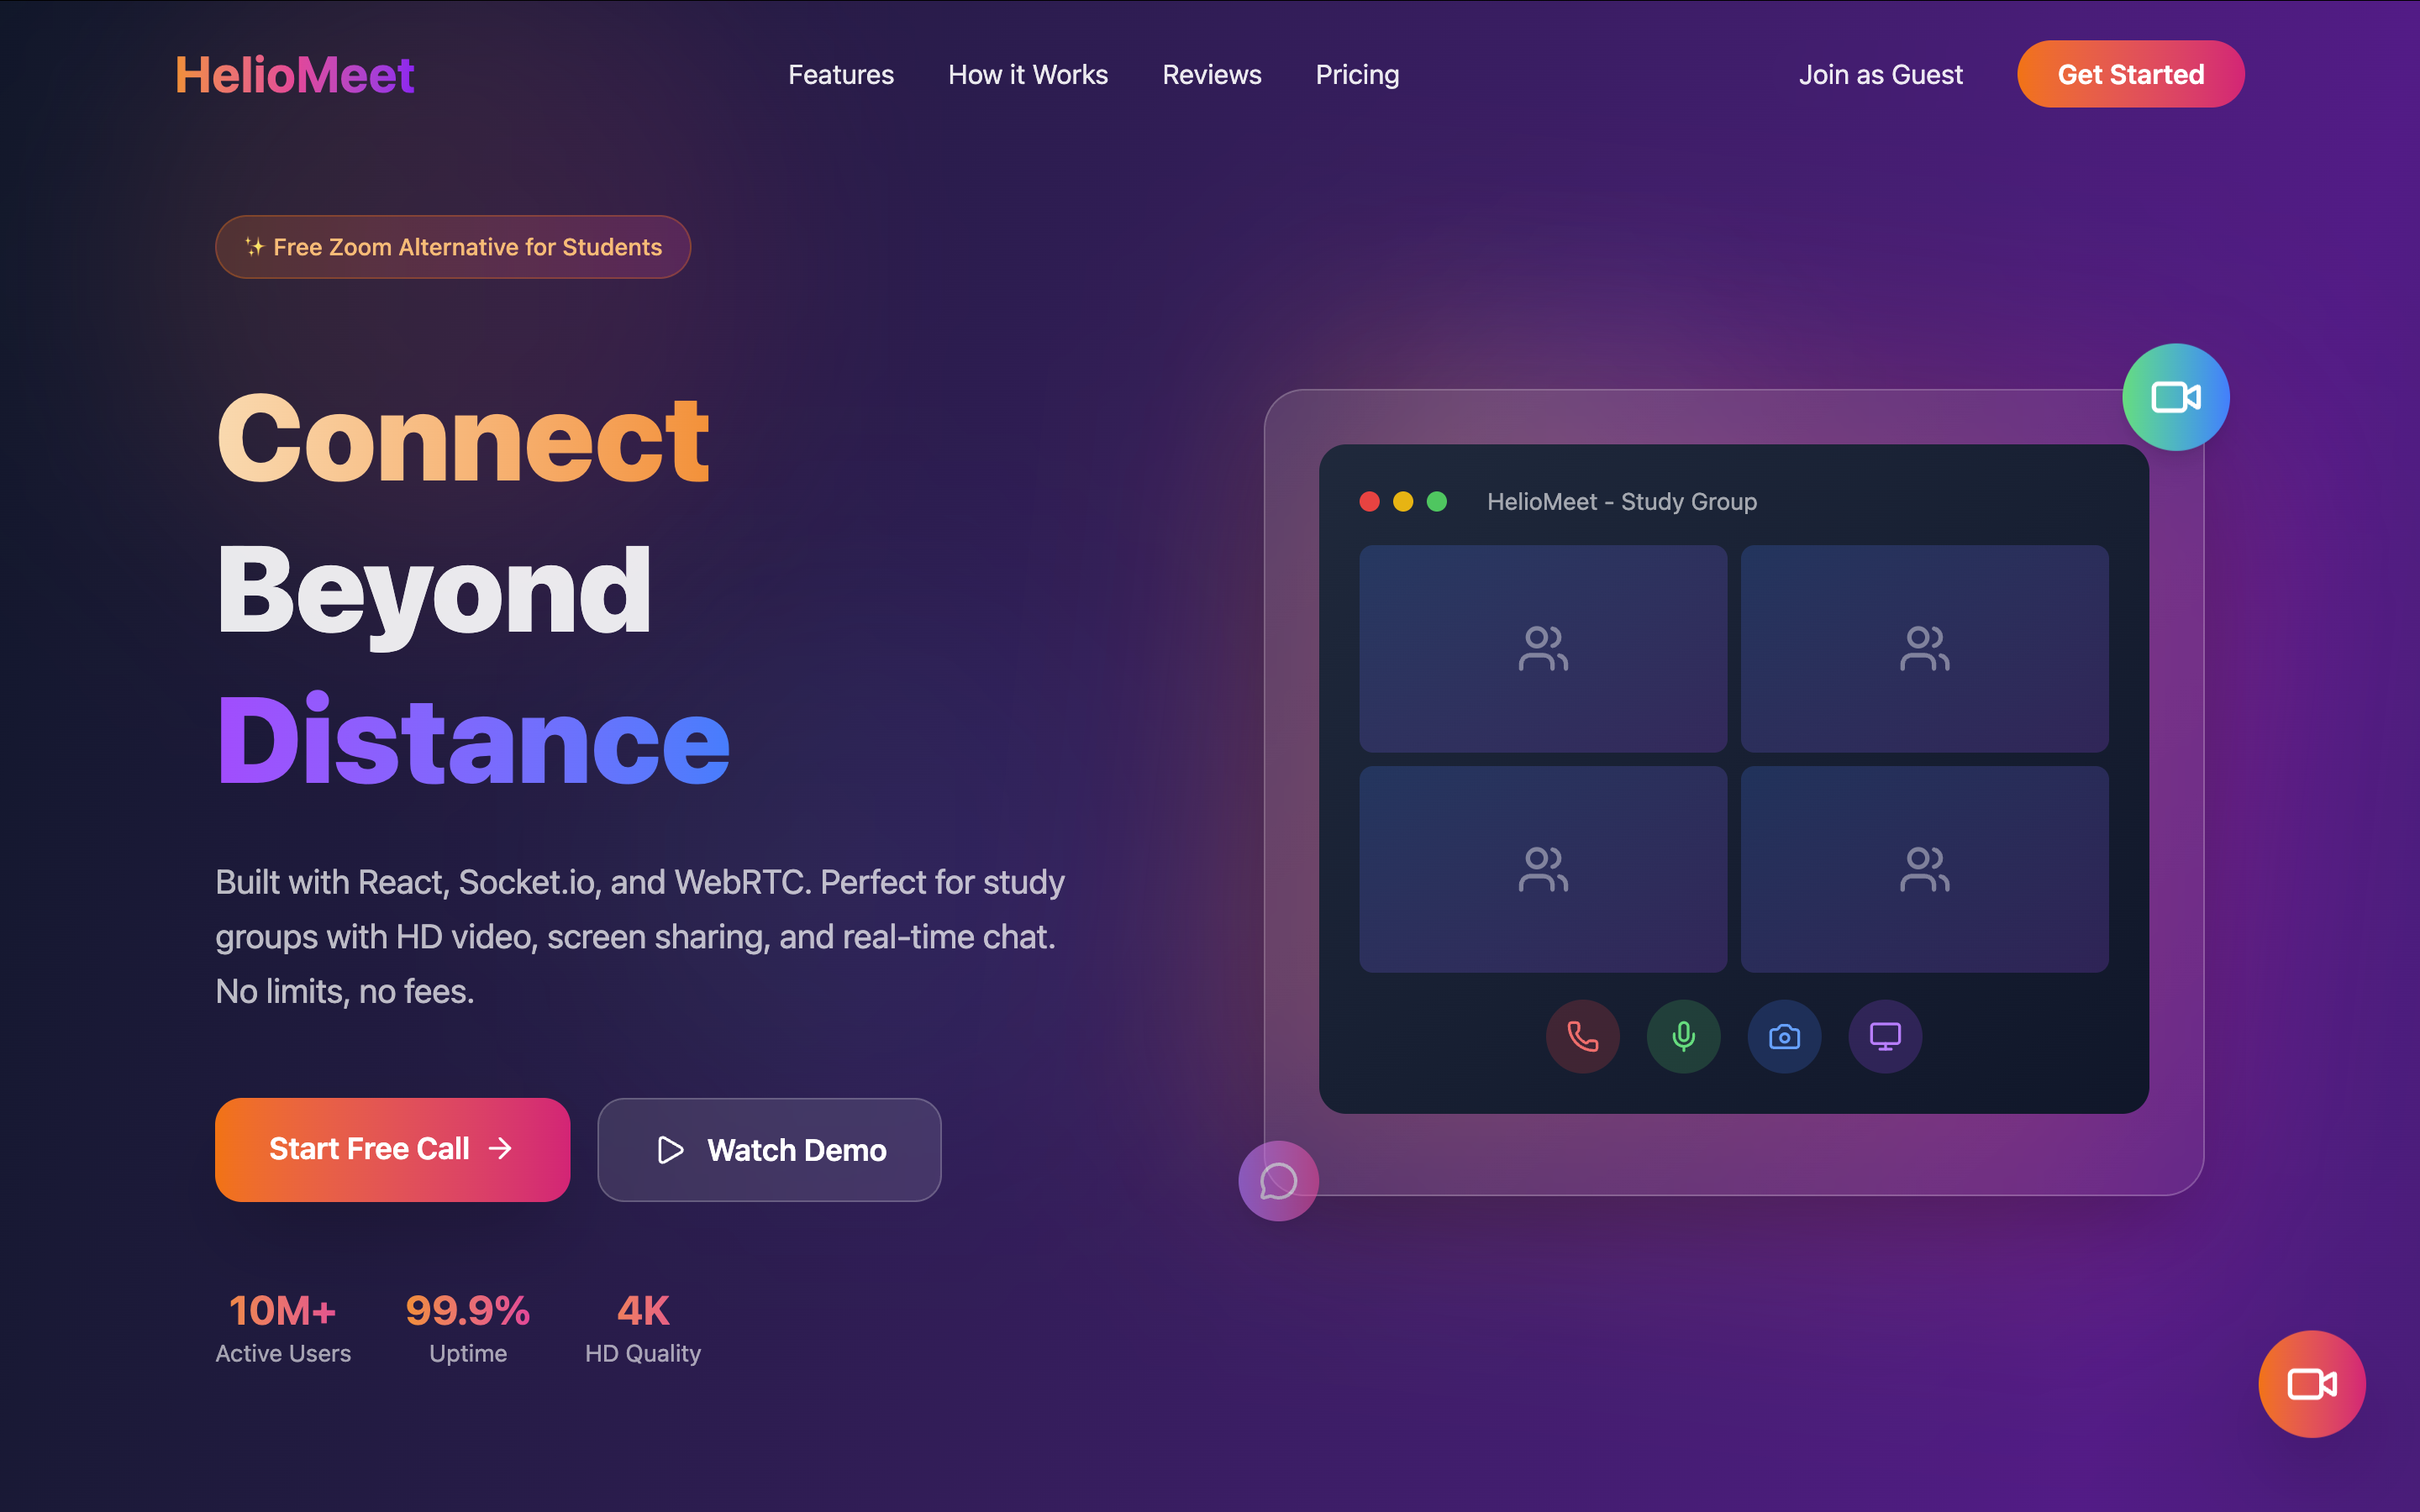 HelioMeet
Features
How it Works
Reviews
Pricing
Join as Guest
Get Started
✨ Free Zoom Alternative for Students
Connect
Beyond
Distance
Built with React, Socket.io, and WebRTC. Perfect for study
groups with HD video, screen sharing, and real-time chat.
No limits, no fees.
Start Free Call →
Watch Demo
10M+
Active Users
99.9%
Uptime
4K
HD Quality
HelioMeet - Study Group